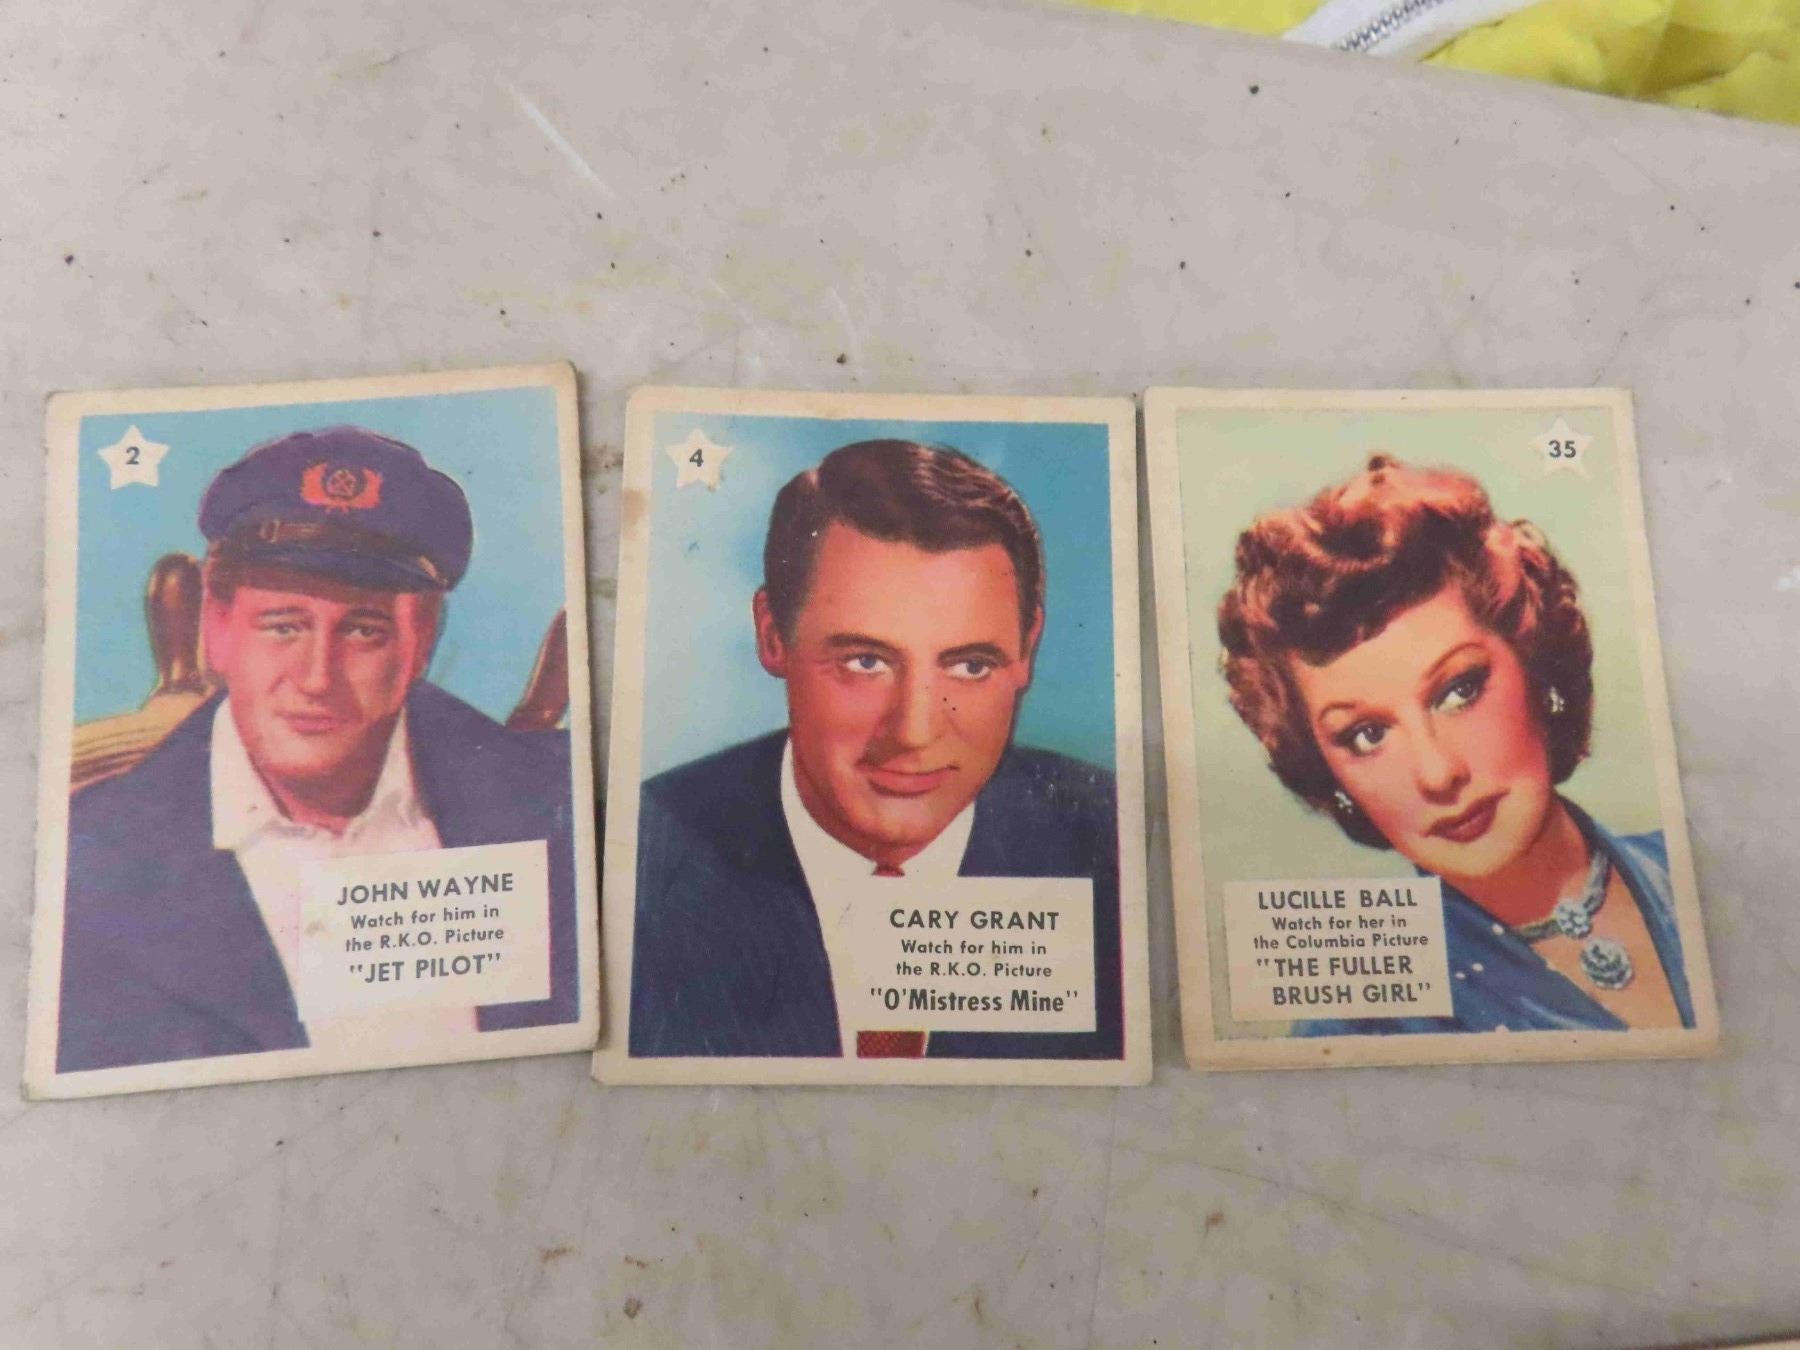 2
JOHN WAYNE
Watch for him in
the R.K.O. Picture
"JET PILOT"
4
CARY GRANT
Watch for him in
the R.K.O. Picture
"O'Mistress Mine"
35
LUCILLE BALL
Watch for her in
the Columbia Picture
"THE FULLER
BRUSH GIRL"